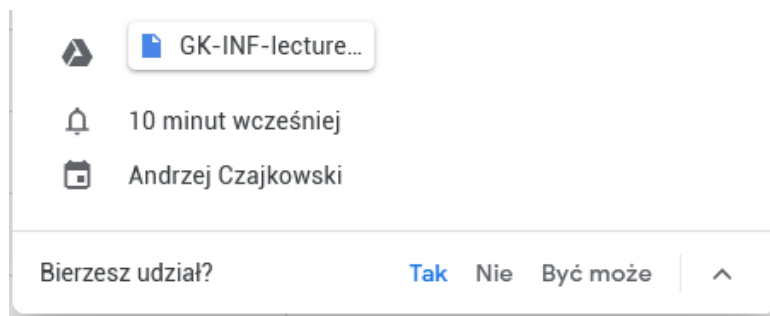 GK-INF-lecture...
10 minut wcześniej
Andrzej Czajkowski
Bierzesz udział? Tak Nie Być może